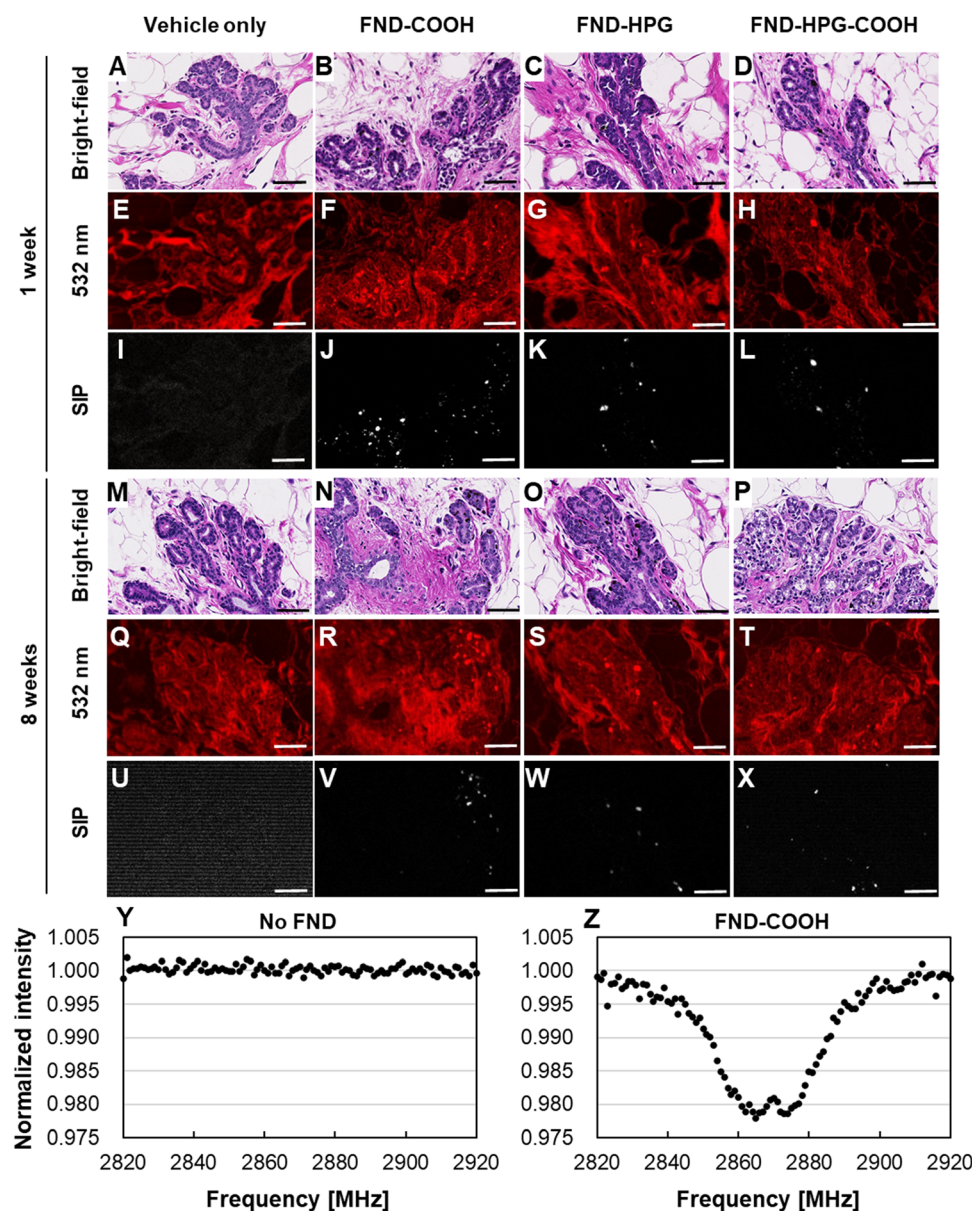 Vehicle only FND-COOH FND-HPG FND-HPG-COOH
1 week
Bright-field
A B C D
532 nm
E F G H
SIP
I J K L
8 weeks
Bright-field
M N O P
532 nm
Q R S T
SIP
U V W X
Y No FND
Normalized intensity
1.005
1.000
0.995
0.990
0.985
0.980
0.975
2820 2840 2860 2880 2900 2920
Frequency [MHz]
Z FND-COOH
1.005
1.000
0.995
0.990
0.985
0.980
0.975
2820 2840 2860 2880 2900 2920
Frequency [MHz]